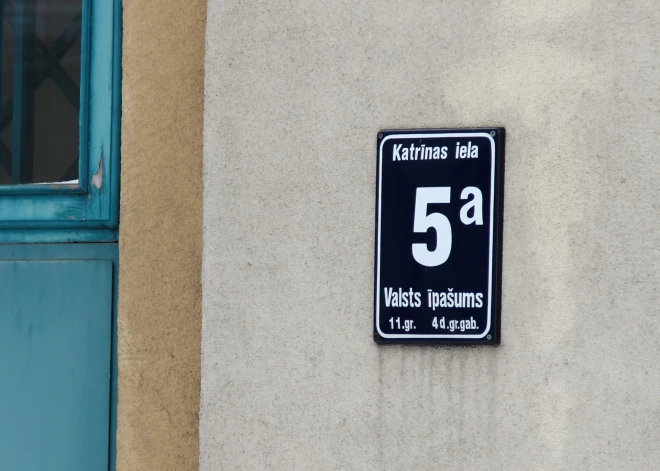 Katrīnas iela
5a
Valsts īpašums
11.gr. 4d.gr.gab.